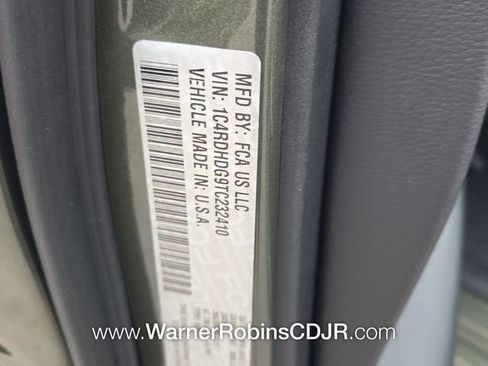 MFD BY: FCA US LLC
VIN: 1C4RDHDG9TC232410
VEHICLE MADE IN: U.S.A.
www.WarnerRobinsCDJR.com